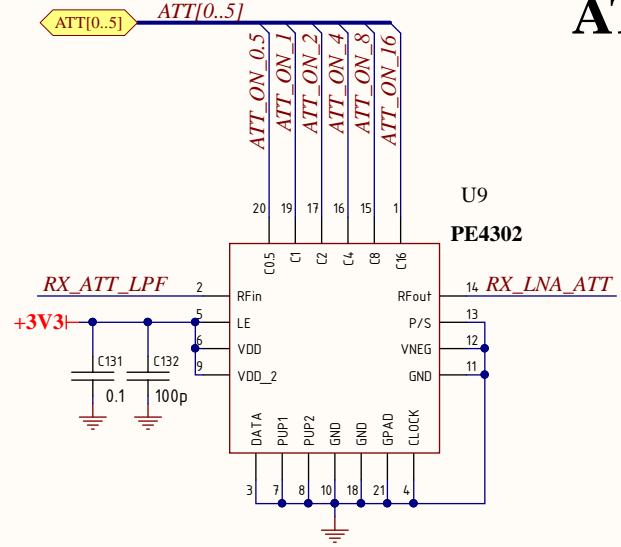 ATT[0..5]
ATT[0..5]
ATT_ON_0.5
ATT_ON_1
ATT_ON_2
ATT_ON_4
ATT_ON_8
ATT_ON_16
AT
U9
PE4302
20 19 17 16 15 1
C0.5 C1 C2 C4 C8 C16
RX_ATT_LPF 2 RFin RFout 14 RX_LNA_ATT
+3V3 5 LE P/S 13
6 VDD VNEG 12
9 VDD_2 GND 11
C131 C132
0.1 100p
DATA PUP1 PUP2 GND GND GPAD CLOCK
3 7 8 10 18 21 4